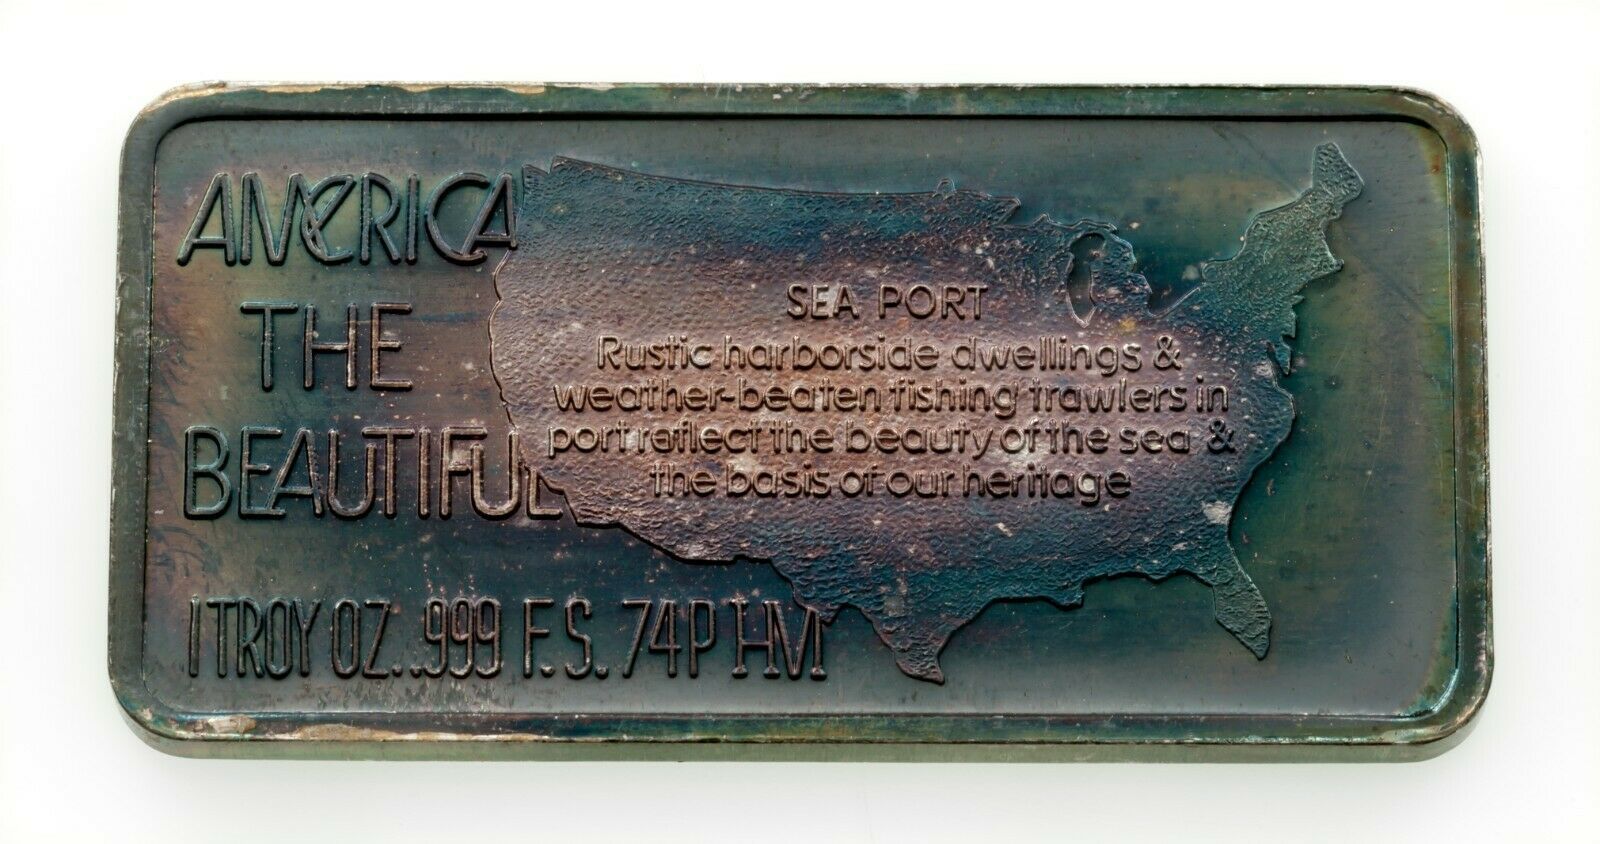 AMERICA
THE
BEAUTIFUL
SEA PORT
Rustic harborside dwellings &
weather-beaten fishing trawlers in
port reflect the beauty of the sea &
the basis of our heritage
1 TROY OZ..999 F.S. 74P HM